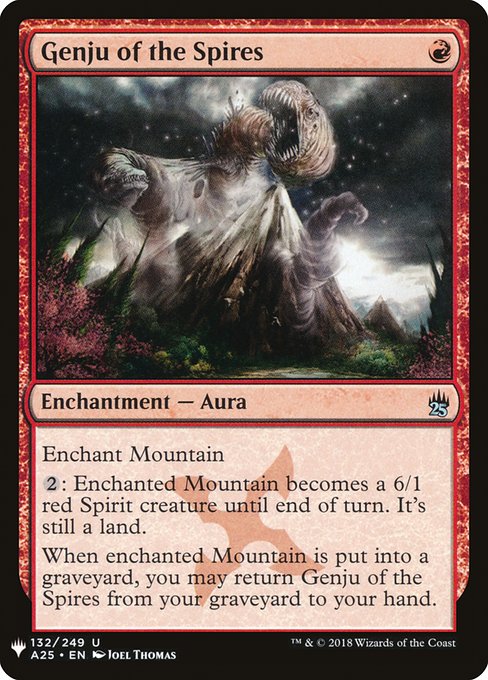 Genju of the Spires
Enchantment — Aura
25
Enchant Mountain
2: Enchanted Mountain becomes a 6/1
red Spirit creature until end of turn. It's
still a land.
When enchanted Mountain is put into a
graveyard, you may return Genju of the
Spires from your graveyard to your hand.
132/249 U
A25 • EN Joel Thomas
™ & © 2018 Wizards of the Coast